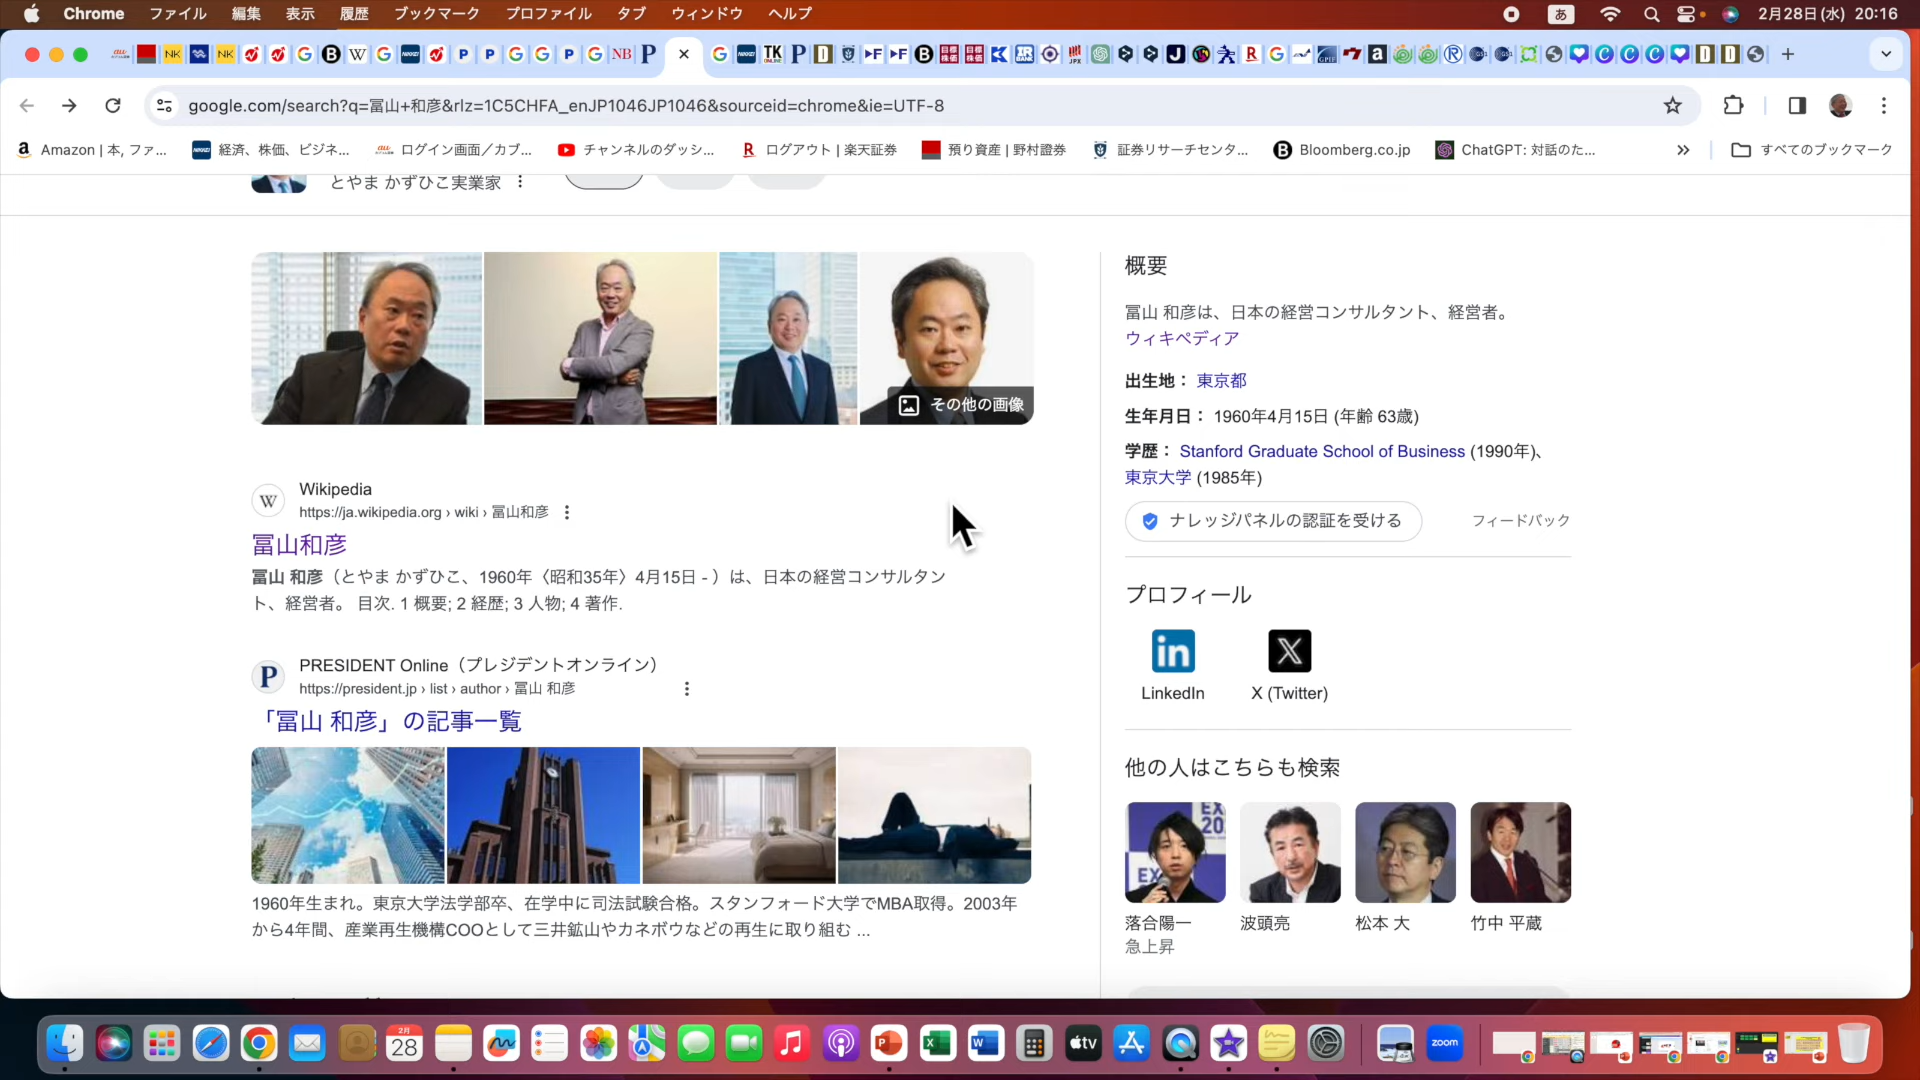 Chrome ファイル 編集 表示 履歴 ブックマーク プロファイル タブ ウィンドウ ヘルプ あ 2月28日(水) 20:16
google.com/search?q=冨山+和彦&rlz=1C5CHFA_enJP1046JP1046&sourceid=chrome&ie=UTF-8
Amazon | 本, ファ... 経済、株価、ビジネ... ログイン画面／カブ... チャンネルのダッシ... ログアウト | 楽天証券 預り資産 | 野村證券 証券リサーチセンタ... Bloomberg.co.jp ChatGPT: 対話のた... » すべてのブックマーク
とやま かずひこ実業家
その他の画像
Wikipedia
https://ja.wikipedia.org › wiki › 冨山和彦
冨山和彦
冨山 和彦（とやま かずひこ、1960年〈昭和35年〉4月15日 - ）は、日本の経営コンサルタン
ト、経営者。 目次. 1 概要; 2 経歴; 3 人物; 4 著作.
PRESIDENT Online（プレジデントオンライン）
https://president.jp › list › author › 冨山 和彦
「冨山 和彦」の記事一覧
1960年生まれ。東京大学法学部卒、在学中に司法試験合格。スタンフォード大学でMBA取得。2003年
から4年間、産業再生機構COOとして三井鉱山やカネボウなどの再生に取り組む ...
概要
冨山 和彦は、日本の経営コンサルタント、経営者。
ウィキペディア
出生地： 東京都
生年月日： 1960年4月15日 (年齢 63歳)
学歴： Stanford Graduate School of Business (1990年)、
東京大学 (1985年)
ナレッジパネルの認証を受ける フィードバック
プロフィール
LinkedIn X (Twitter)
他の人はこちらも検索
落合陽一 波頭亮 松本 大 竹中 平蔵
急上昇
2月
28
tv
zoom